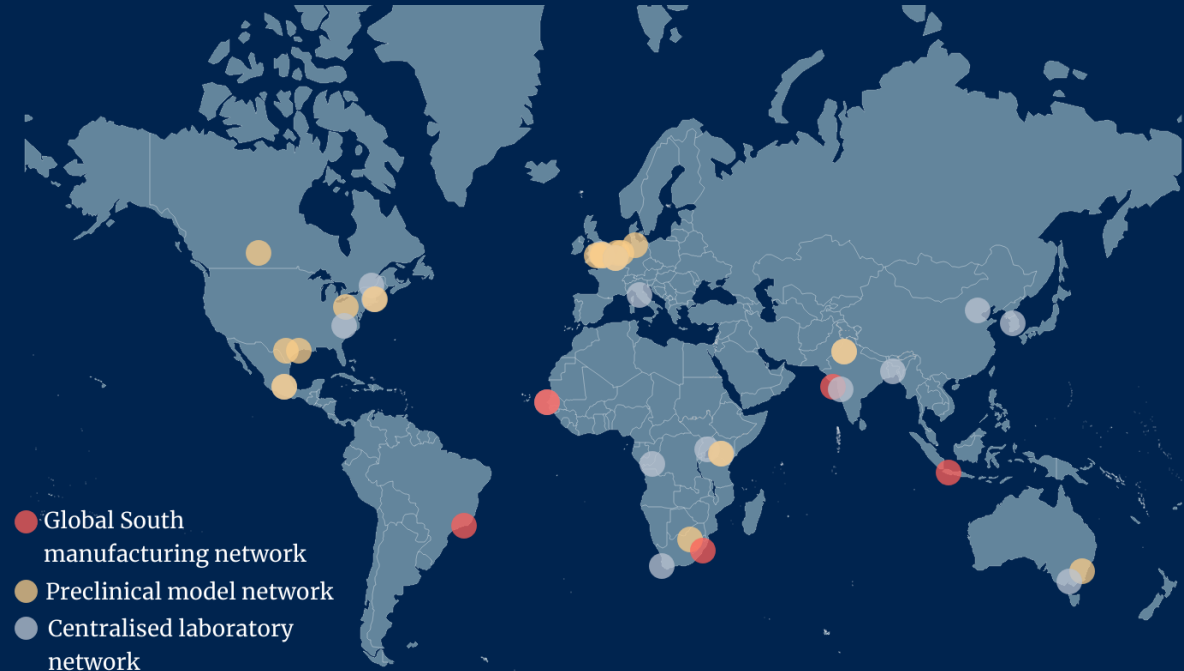 Global South
manufacturing network
Preclinical model network
Centralised laboratory
network